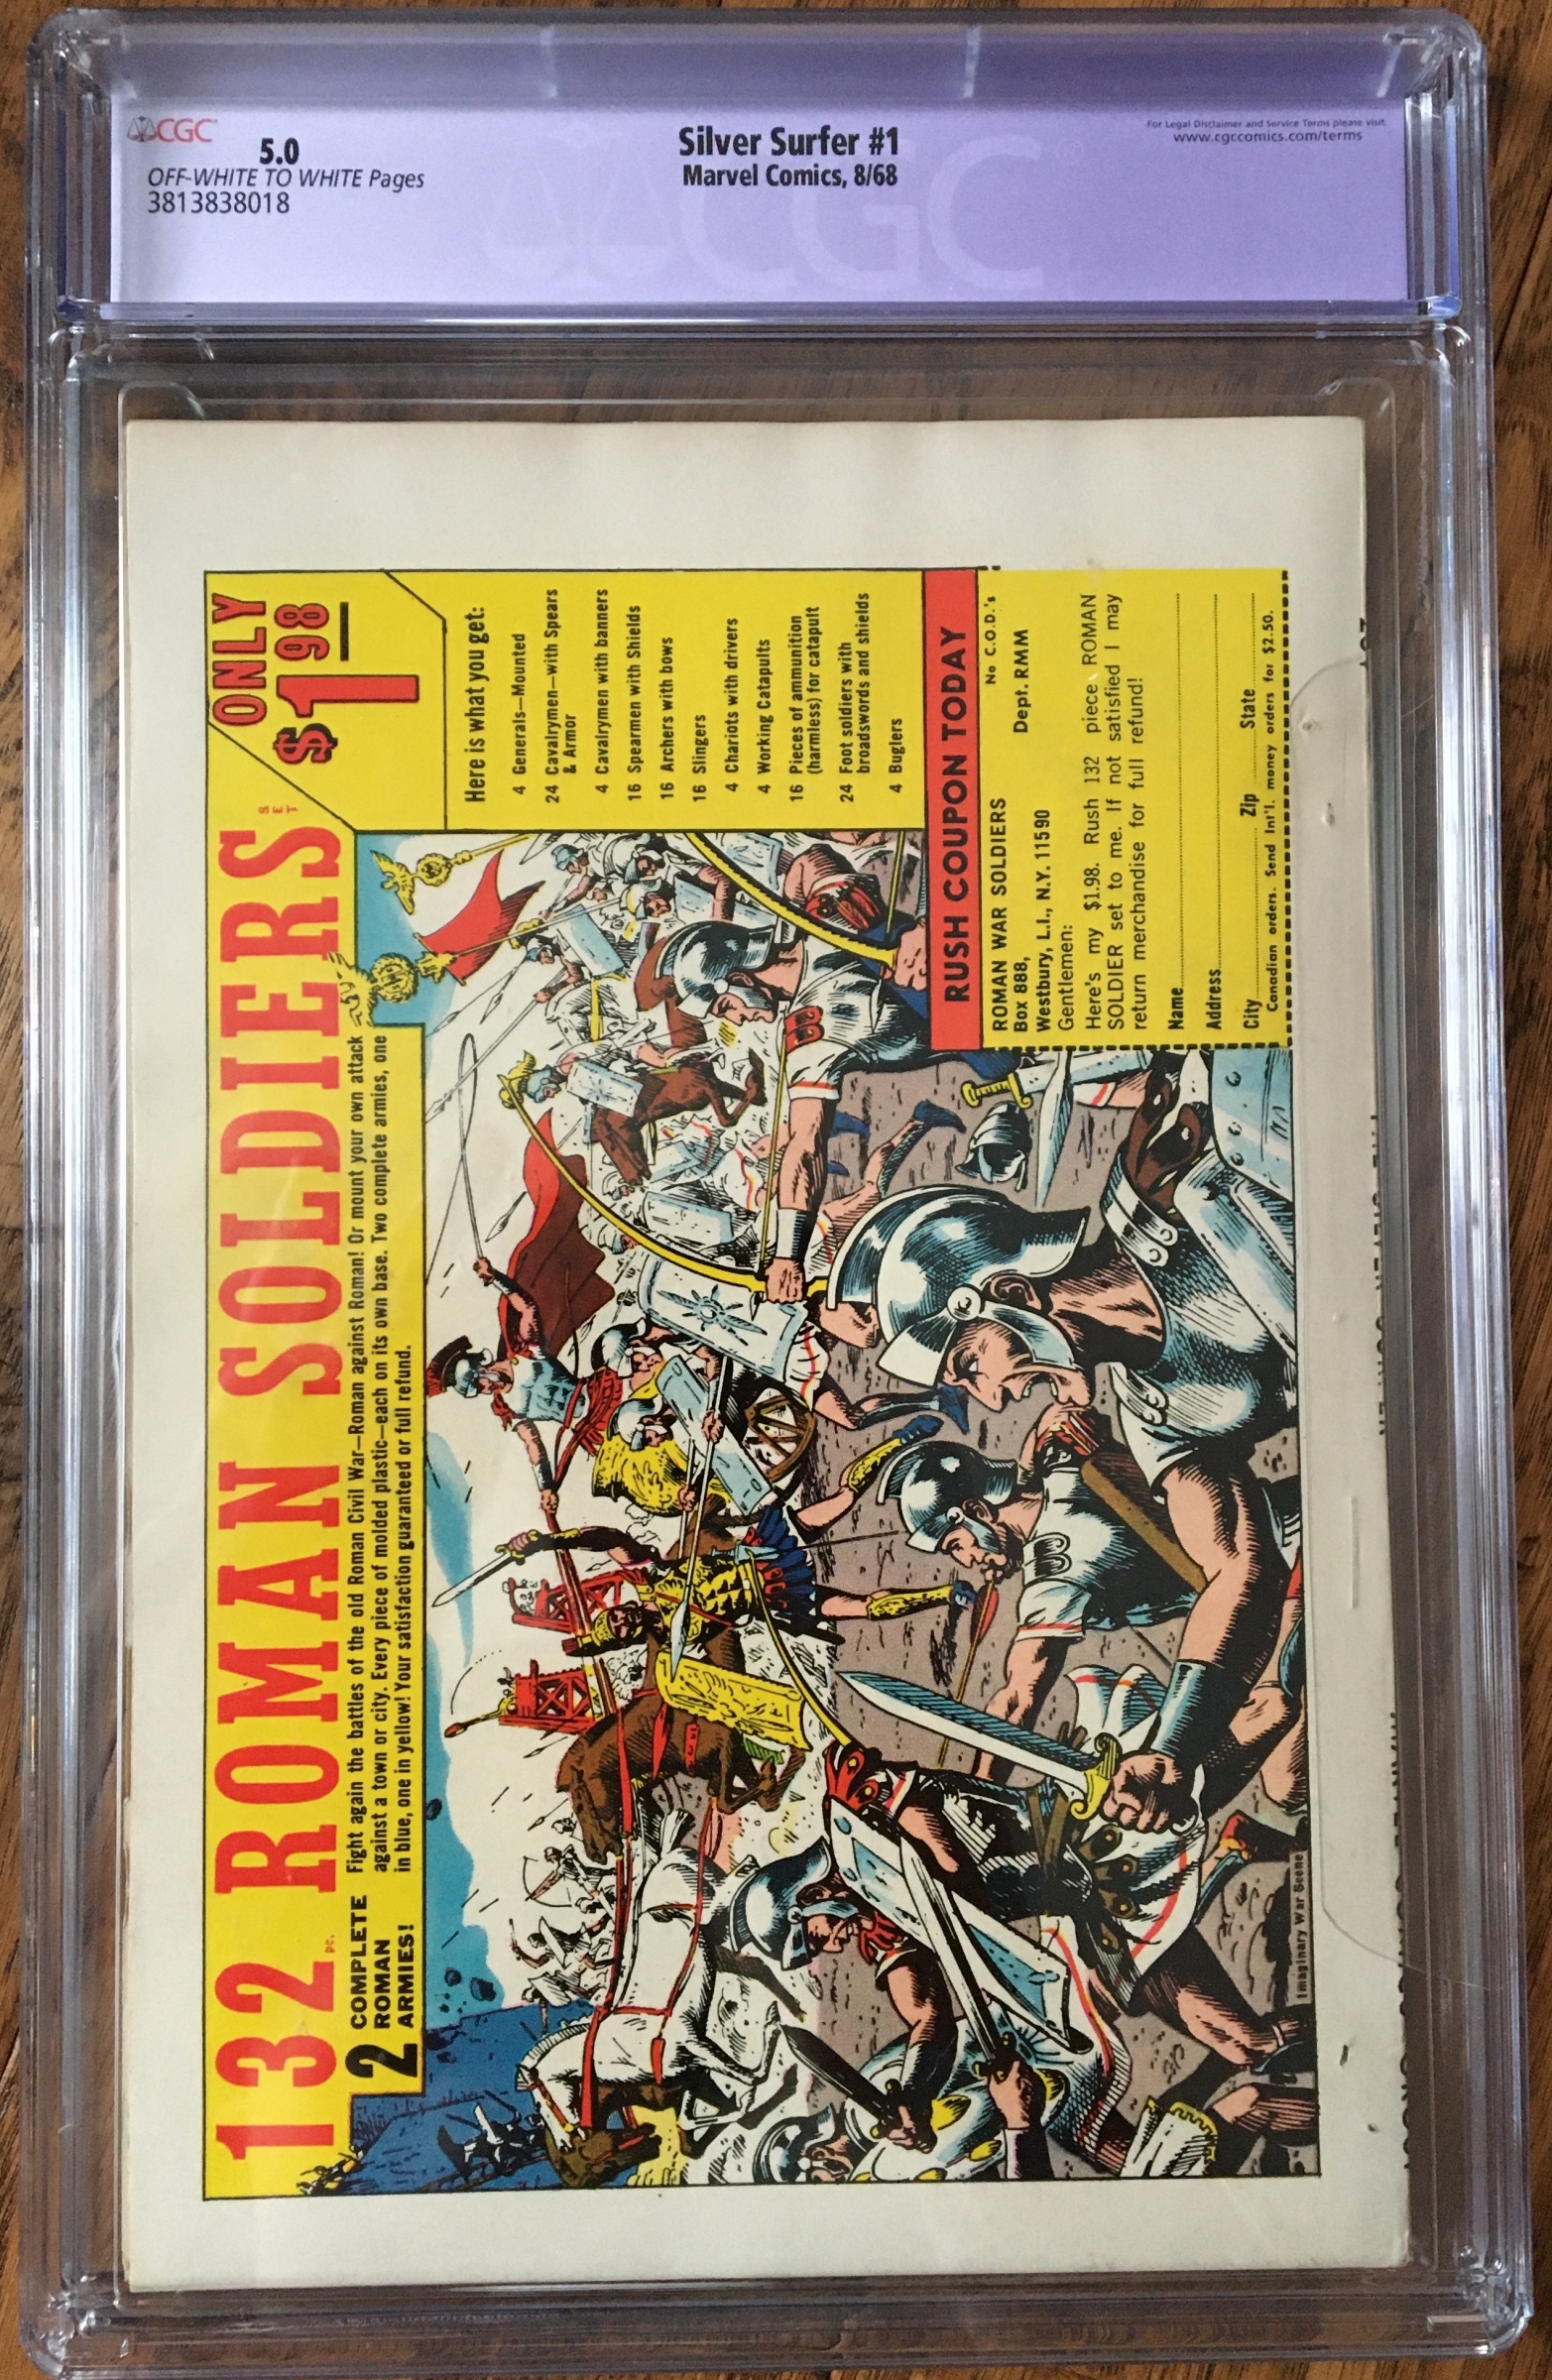 CGC
5.0
OFF-WHITE TO WHITE Pages
3813838018
Silver Surfer #1
Marvel Comics, 8/68
For Legal Disclaimer and Service Terms please visit
www.cgccomics.com/terms
CGC
132 PC. ROMAN SOLDIERS SET
ONLY
$1 98
2 COMPLETE
ROMAN
ARMIES!
Fight again the battles of the old Roman Civil War—Roman against Roman! Or mount your own attack
against a town or city. Every piece of molded plastic—each on its own base. Two complete armies, one
in blue, one in yellow! Your satisfaction guaranteed or full refund.
Here is what you get:
4 Generals—Mounted
24 Cavalrymen—with Spears
& Armor
4 Cavalrymen with banners
16 Spearmen with Shields
16 Archers with bows
16 Slingers
4 Chariots with drivers
4 Working Catapults
16 Pieces of ammunition
(harmless) for catapult
24 Foot soldiers with
broadswords and shields
4 Buglers
RUSH COUPON TODAY
No C.O.D.'s
ROMAN WAR SOLDIERS
Box 888, Dept. RMM
Westbury, L.I., N.Y. 11590
Gentlemen:
Here's my $1.98. Rush 132 piece ROMAN
SOLDIER set to me. If not satisfied I may
return merchandise for full refund!
Name
Address
City Zip State
Canadian orders. Send Int'l. money orders for $2.50.
Imaginary War Scene